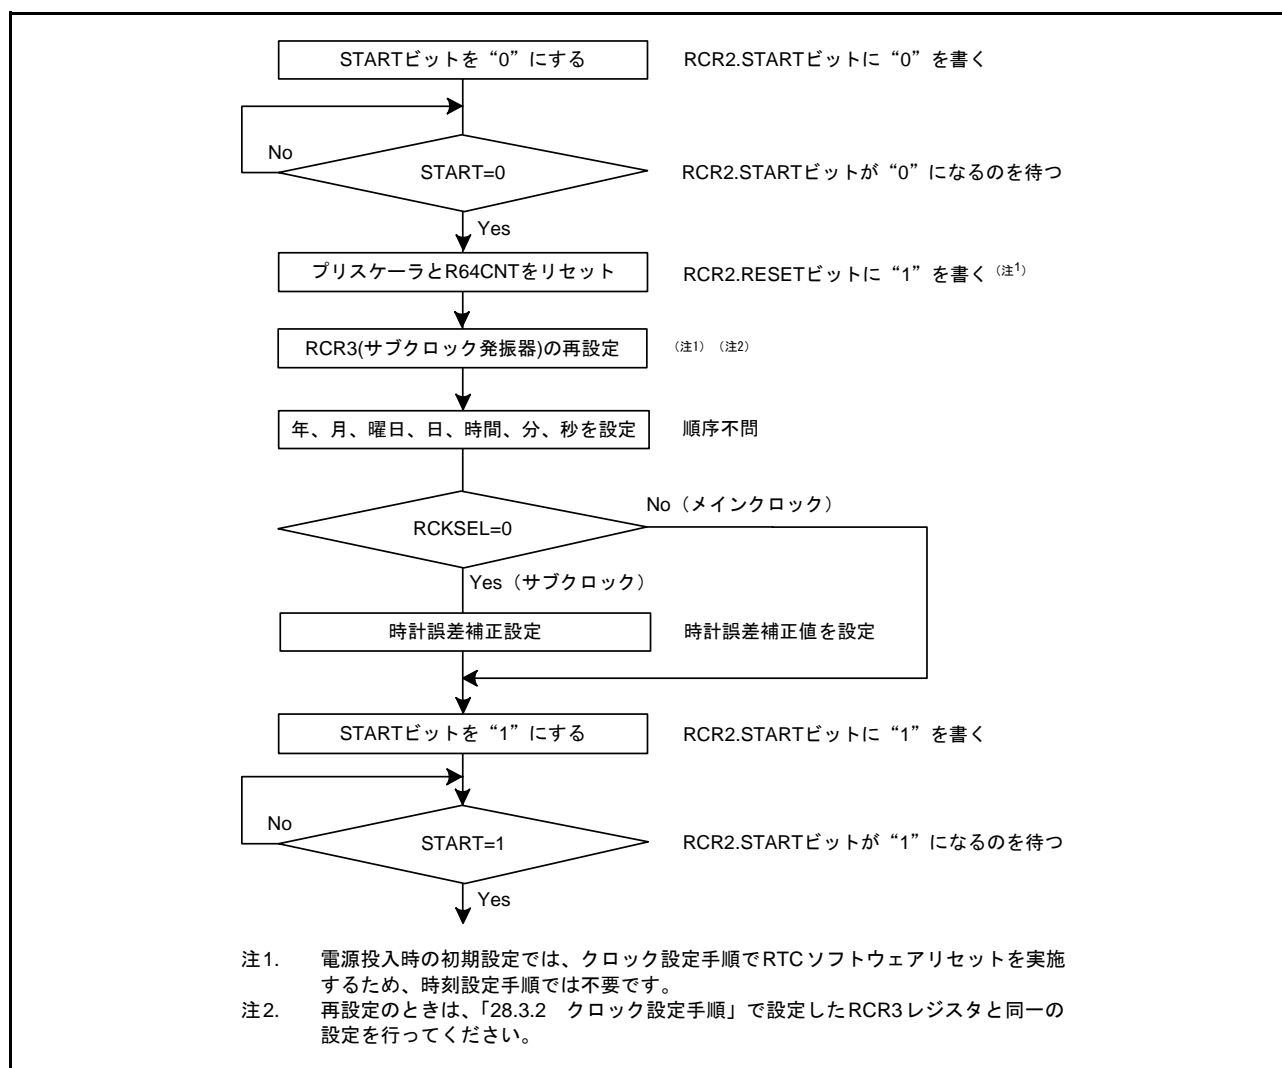 STARTビットを“0”にする RCR2.STARTビットに“0”を書く
No
START=0 RCR2.STARTビットが“0”になるのを待つ
Yes
プリスケーラとR64CNTをリセット RCR2.RESETビットに“1”を書く（注1）
RCR3(サブクロック発振器)の再設定 （注1）（注2）
年、月、曜日、日、時間、分、秒を設定 順序不問
No（メインクロック）
RCKSEL=0
Yes（サブクロック）
時計誤差補正設定 時計誤差補正値を設定
STARTビットを“1”にする RCR2.STARTビットに“1”を書く
No
START=1 RCR2.STARTビットが“1”になるのを待つ
Yes
注1. 電源投入時の初期設定では、クロック設定手順でRTCソフトウェアリセットを実施
するため、時刻設定手順では不要です。
注2. 再設定のときは、「28.3.2 クロック設定手順」で設定したRCR3レジスタと同一の
設定を行ってください。